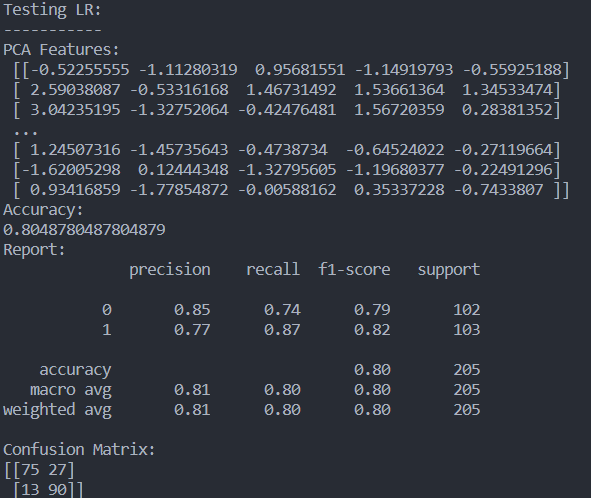 Testing LR:
-----------
PCA Features:
 [[-0.52255555 -1.11280319  0.95681551 -1.14919793 -0.55925188]
 [ 2.59038087 -0.53316168  1.46731492  1.53661364  1.34533474]
 [ 3.04235195 -1.32752064 -0.42476481  1.56720359  0.28381352]
 ...
 [ 1.24507316 -1.45735643 -0.4738734  -0.64524022 -0.27119664]
 [-1.62005298  0.12444348 -1.32795605 -1.19680377 -0.22491296]
 [ 0.93416859 -1.77854872 -0.00588162  0.35337228 -0.7433807 ]]
Accuracy:
0.8048780487804879
Report:
              precision    recall  f1-score   support

           0       0.85      0.74      0.79       102
           1       0.77      0.87      0.82       103

    accuracy                           0.80       205
   macro avg       0.81      0.80      0.80       205
weighted avg       0.81      0.80      0.80       205

Confusion Matrix:
[[75 27]
 [13 90]]